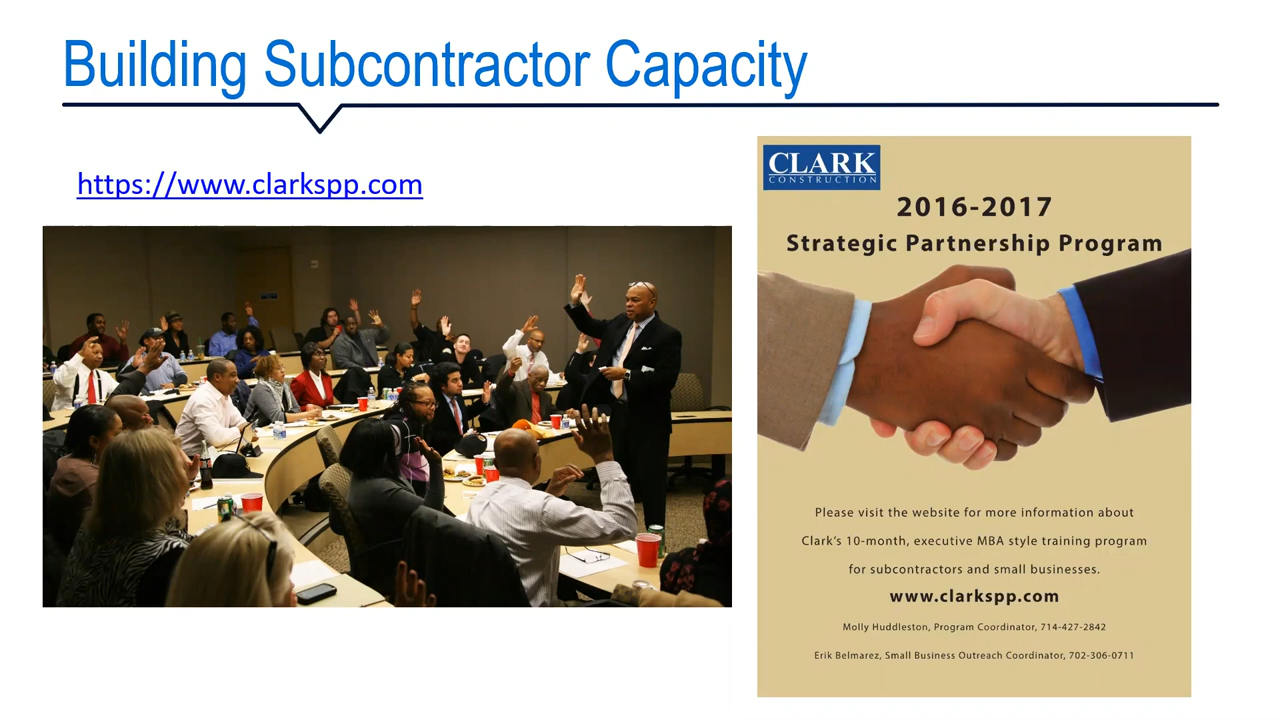 Building Subcontractor Capacity
https://www.clarkspp.com
CLARK
CONSTRUCTION
2016-2017
Strategic Partnership Program
Please visit the website for more information about
Clark's 10-month, executive MBA style training program
for subcontractors and small businesses.
www.clarkspp.com
Molly Huddleston, Program Coordinator, 714-427-2842
Erik Belmarez, Small Business Outreach Coordinator, 702-306-0711